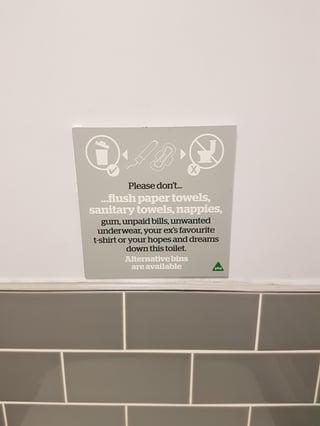 Please don't...
...flush paper towels,
sanitary towels, nappies,
gum, unpaid bills, unwanted
underwear, your ex's favourite
t-shirt or your hopes and dreams
down this toilet.
Alternative bins
are available